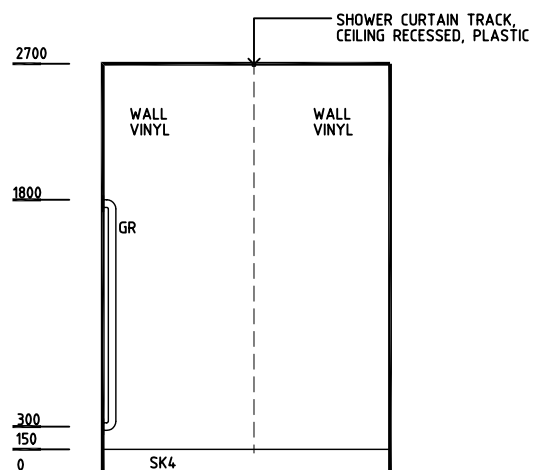 SHOWER CURTAIN TRACK,
CEILING RECESSED, PLASTIC
2700
WALL
VINYL
WALL
VINYL
1800
GR
300
150
0
SK4